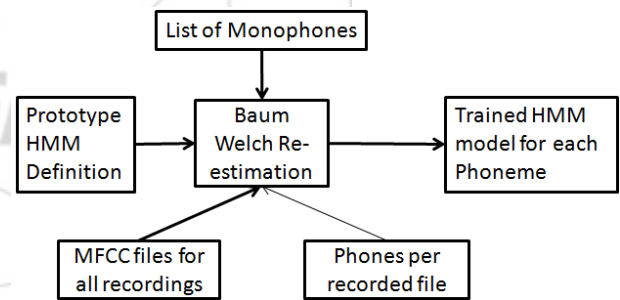 List of Monophones
Prototype
HMM
Definition
Baum
Welch Re-
estimation
Trained HMM
model for each
Phoneme
MFCC files for
all recordings
Phones per
recorded file